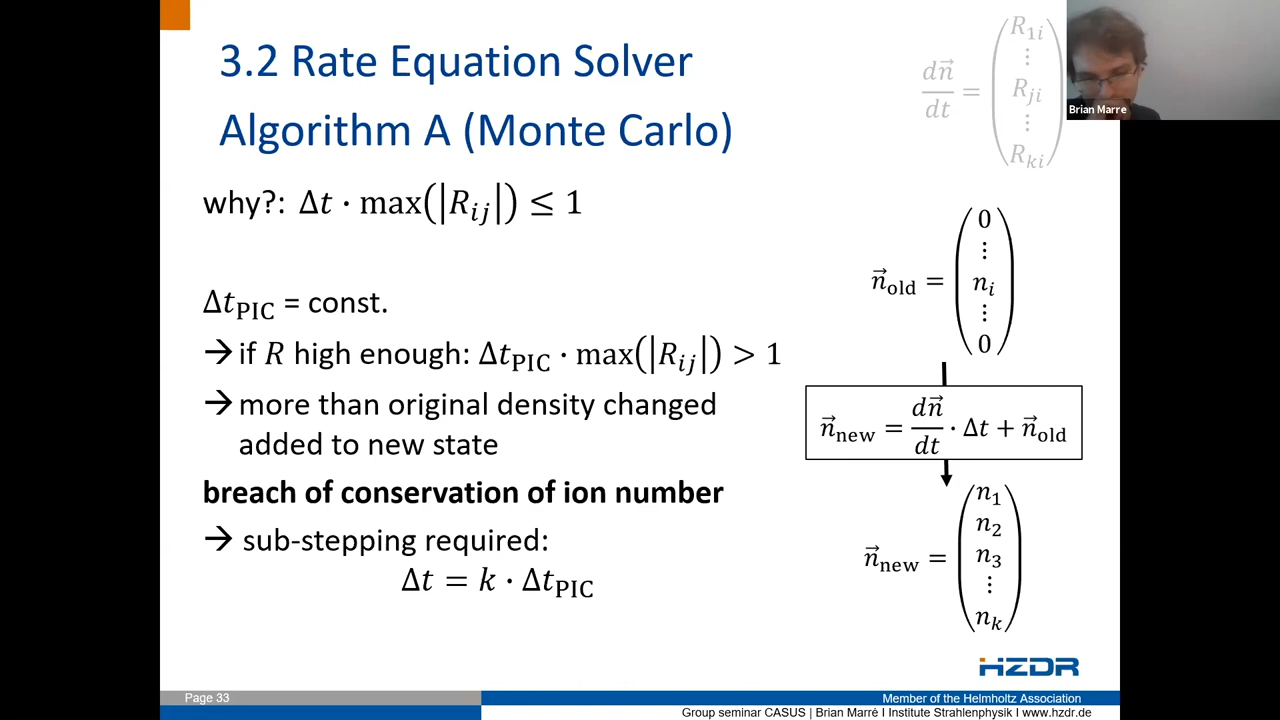 3.2 Rate Equation Solver
Algorithm A (Monte Carlo)
why?: Δt · max(|R_ij|) ≤ 1
Δt_PIC = const.
→ if R high enough: Δt_PIC · max(|R_ij|) > 1
→ more than original density changed
added to new state
breach of conservation of ion number
→ sub-stepping required:
Δt = k · Δt_PIC
dn⃗/dt = (R_1i ⋮ R_ji ⋮ R_ki)
Brian Marre
n⃗_old = (0 ⋮ n_i ⋮ 0)
n⃗_new = dn⃗/dt · Δt + n⃗_old
n⃗_new = (n_1 n_2 n_3 ⋮ n_k)
HZDR
Page 33
Member of the Helmholtz Association
Group seminar CASUS | Brian Marré I Institute Strahlenphysik I www.hzdr.de